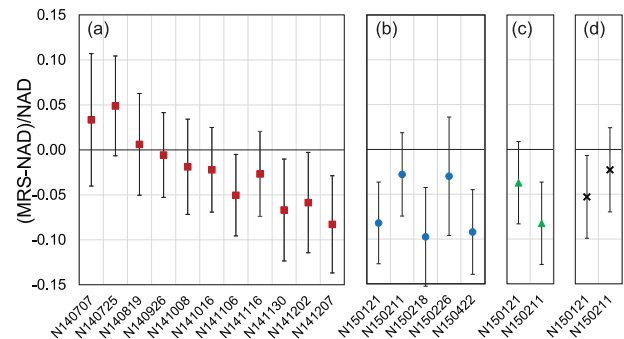 0.15
0.10
0.05
0.00
-0.05
-0.10
-0.15
(MRS-NAD)/NAD
(a)
(b)
(c)
(d)
N140707
N140725
N140819
N140926
N141008
N141016
N141106
N141116
N141130
N141202
N141207
N150121
N150211
N150218
N150226
N150422
N150121
N150211
N150121
N150211